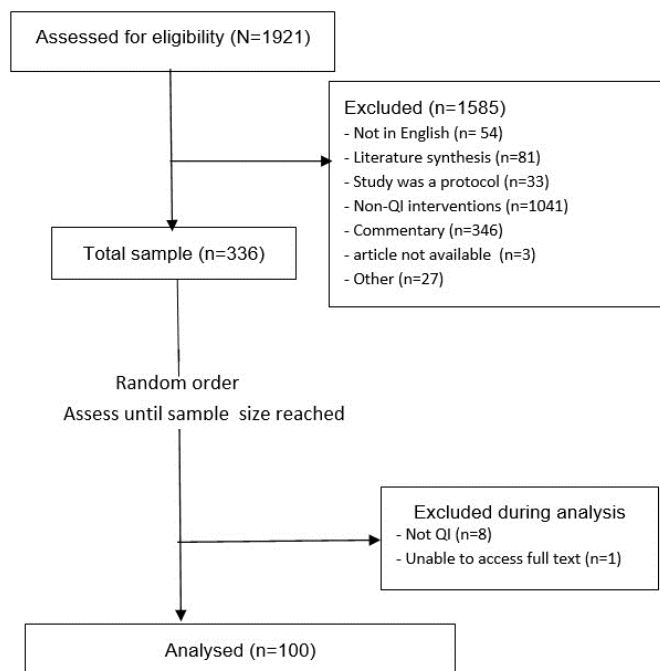 Assessed for eligibility (N=1921)
Excluded (n=1585)
- Not in English (n= 54)
- Literature synthesis (n=81)
- Study was a protocol (n=33)
- Non-QI interventions (n=1041)
- Commentary (n=346)
- article not available (n=3)
- Other (n=27)
Total sample (n=336)
Random order
Assess until sample size reached
Excluded during analysis
- Not QI (n=8)
- Unable to access full text (n=1)
Analysed (n=100)